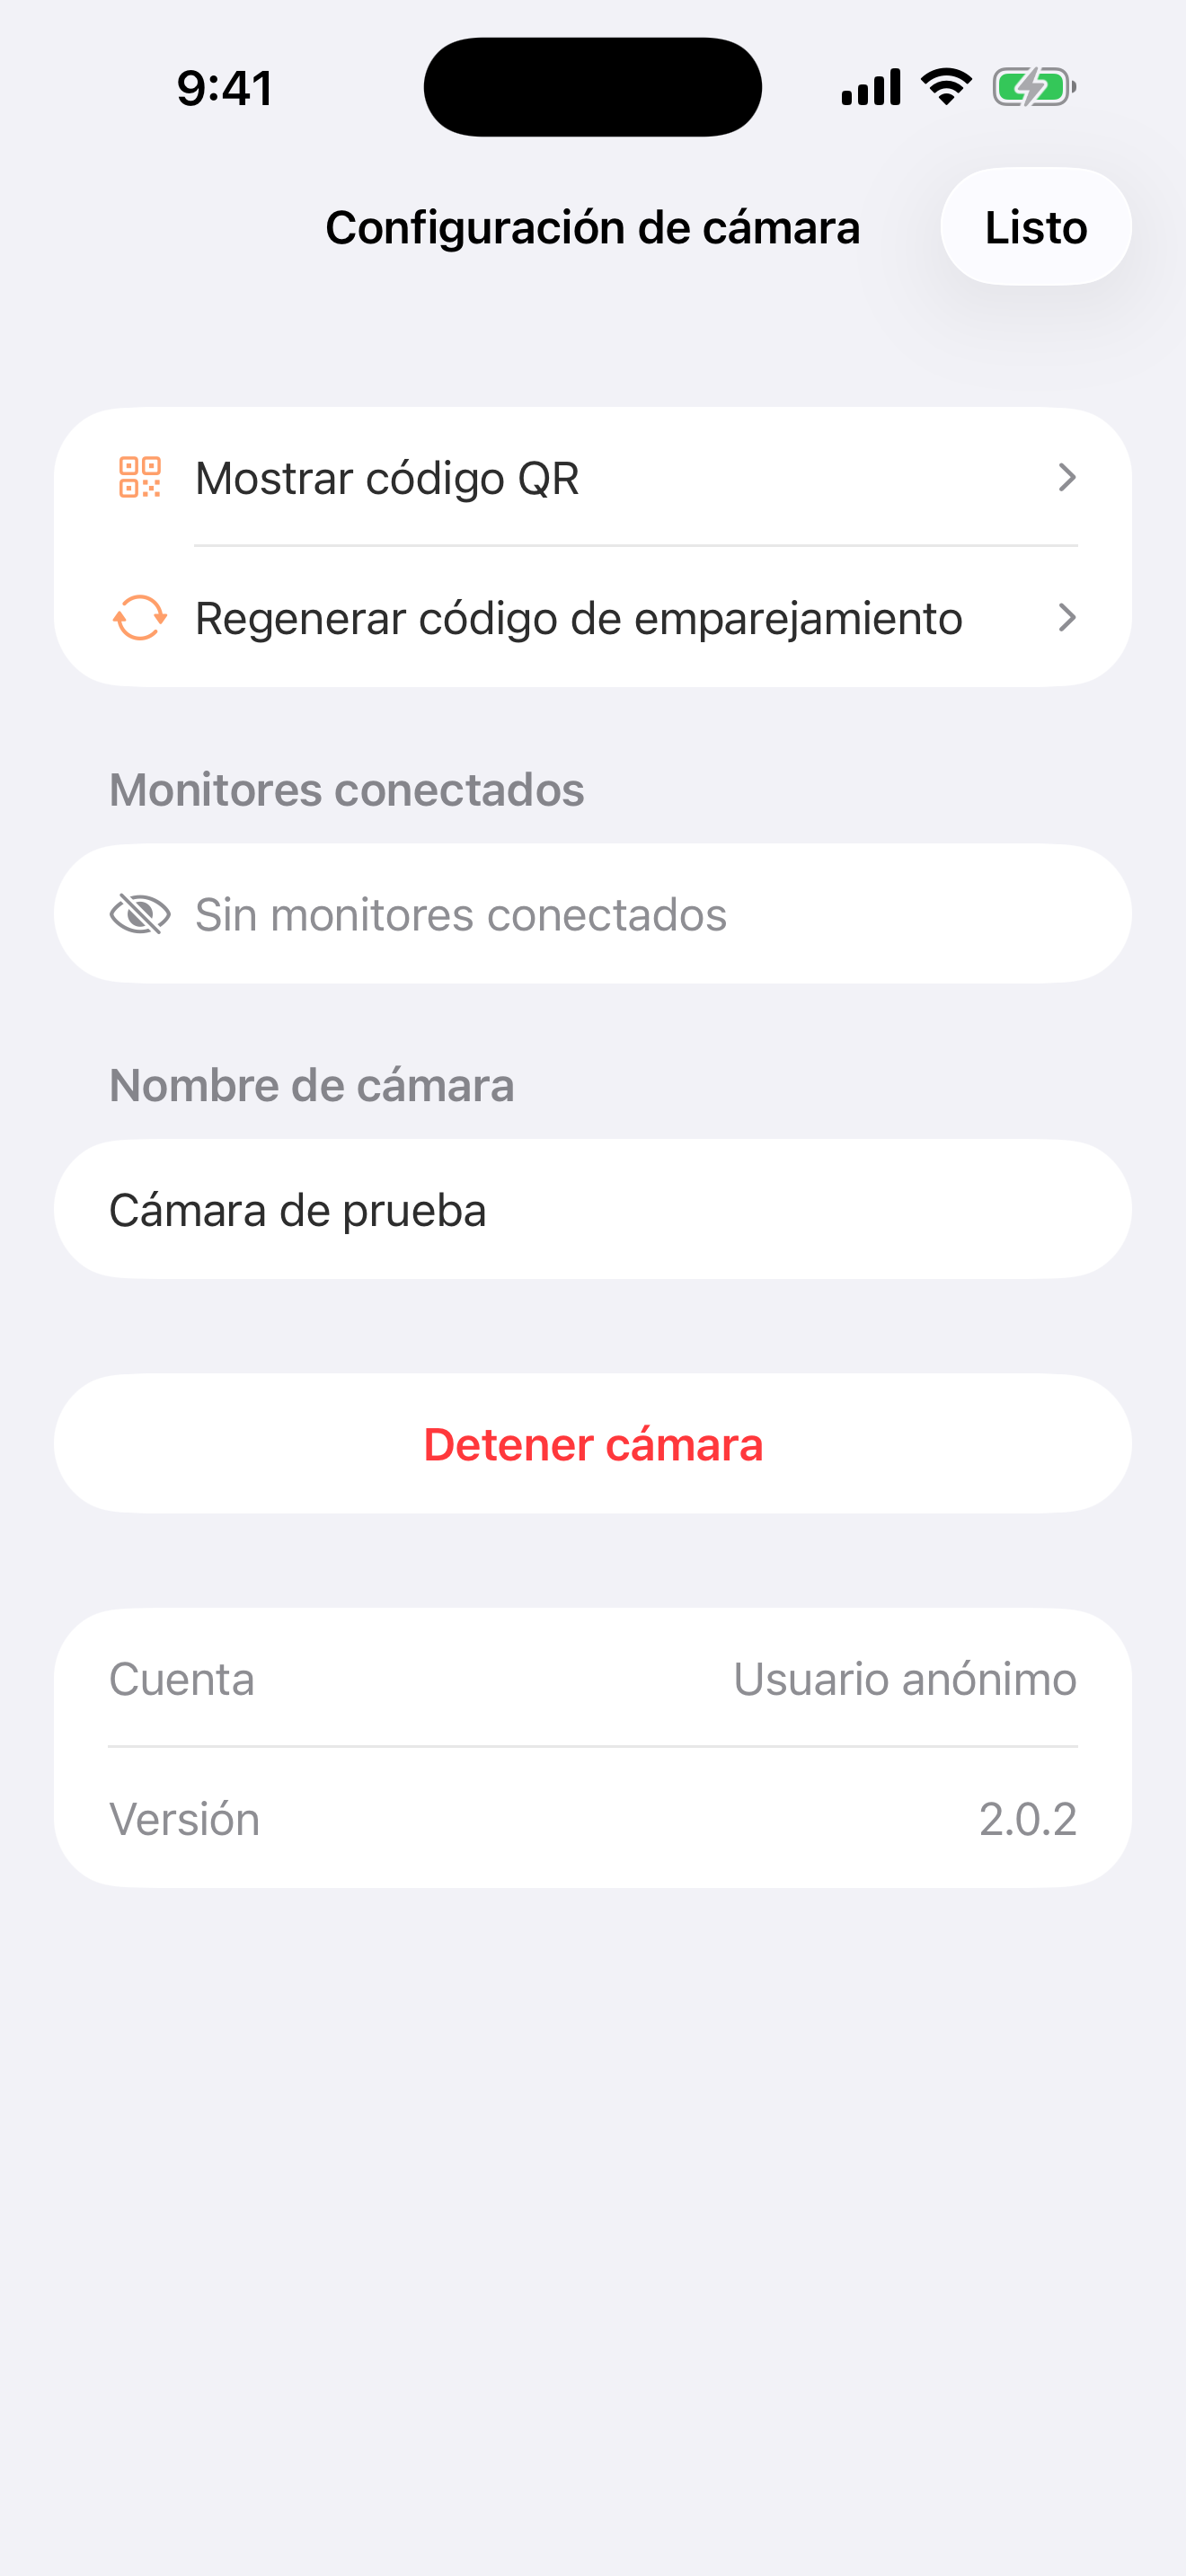 9:41
Configuración de cámara
Listo
Mostrar código QR
Regenerar código de emparejamiento
Monitores conectados
Sin monitores conectados
Nombre de cámara
Cámara de prueba
Detener cámara
Cuenta
Usuario anónimo
Versión
2.0.2